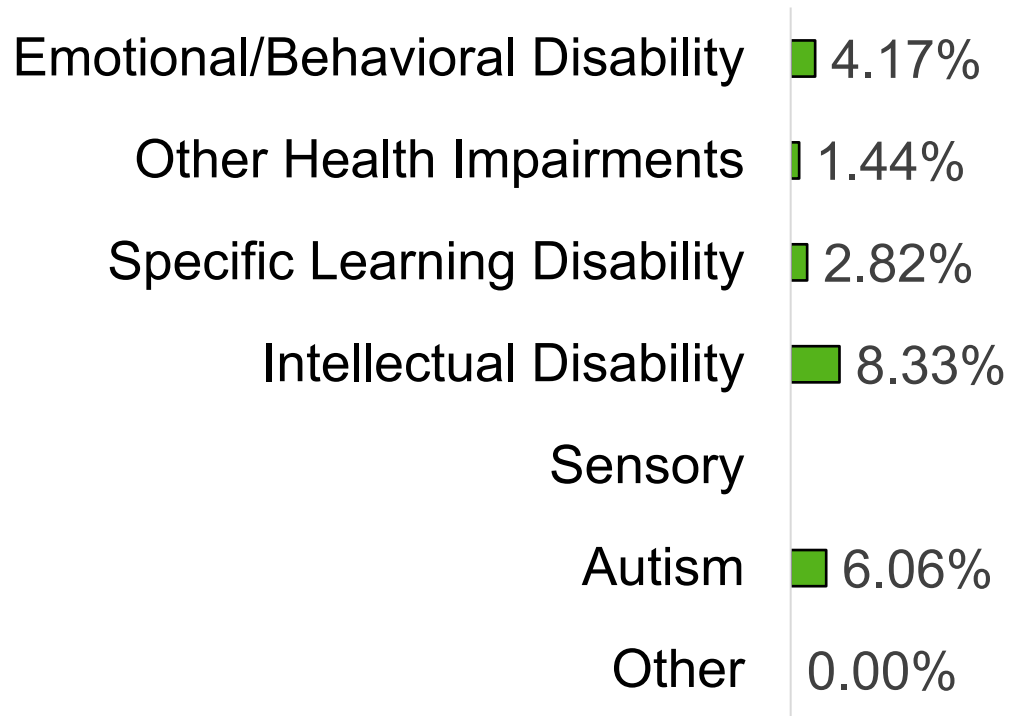 Emotional/Behavioral Disability 4.17%
Other Health Impairments 1.44%
Specific Learning Disability 2.82%
Intellectual Disability 8.33%
Sensory
Autism 6.06%
Other 0.00%